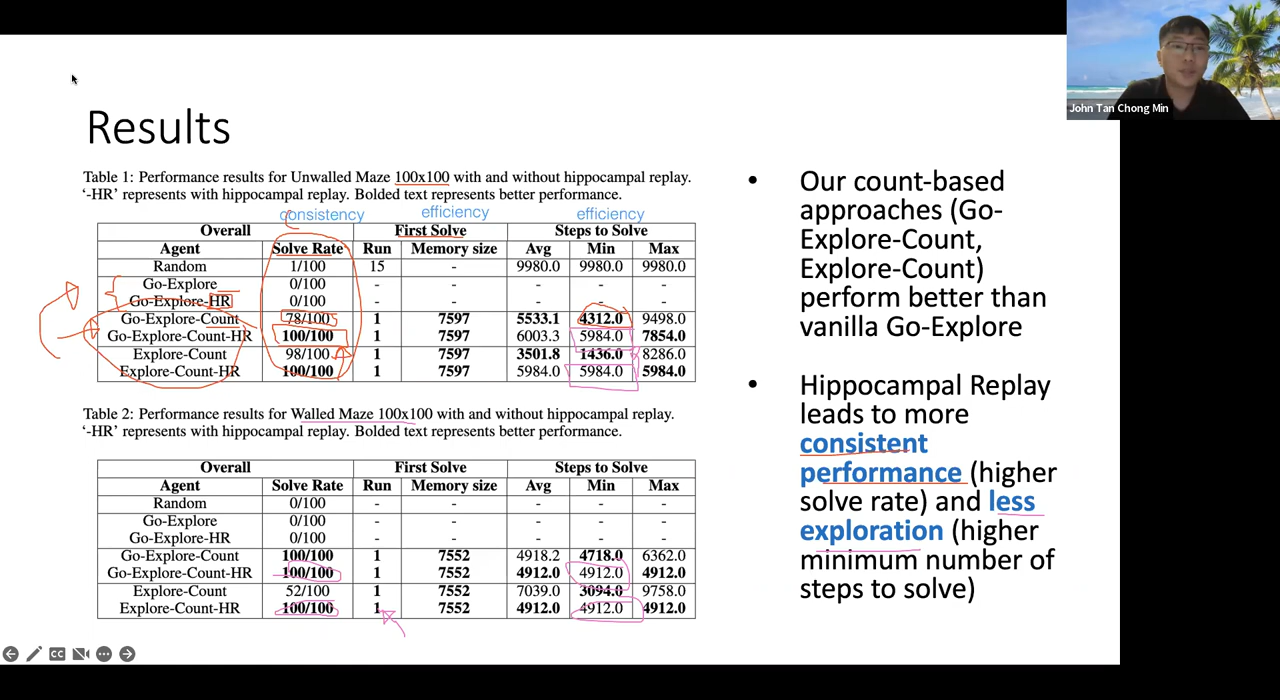 John Tan Chong Min
Results
Table 1: Performance results for Unwalled Maze 100x100 with and without hippocampal replay.
‘-HR’ represents with hippocampal replay. Bolded text represents better performance.
consistency efficiency efficiency
Overall First Solve Steps to Solve
Agent Solve Rate Run Memory size Avg Min Max
Random 1/100 15 - 9980.0 9980.0 9980.0
Go-Explore 0/100 - - - - -
Go-Explore-HR 0/100 - - - - -
Go-Explore-Count 78/100 1 7597 5533.1 4312.0 9498.0
Go-Explore-Count-HR 100/100 1 7597 6003.3 5984.0 7854.0
Explore-Count 98/100 1 7597 3501.8 1436.0 8286.0
Explore-Count-HR 100/100 1 7597 5984.0 5984.0 5984.0
Table 2: Performance results for Walled Maze 100x100 with and without hippocampal replay.
‘-HR’ represents with hippocampal replay. Bolded text represents better performance.
Overall First Solve Steps to Solve
Agent Solve Rate Run Memory size Avg Min Max
Random 0/100 - - - - -
Go-Explore 0/100 - - - - -
Go-Explore-HR 0/100 - - - - -
Go-Explore-Count 100/100 1 7552 4918.2 4718.0 6362.0
Go-Explore-Count-HR 100/100 1 7552 4912.0 4912.0 4912.0
Explore-Count 52/100 1 7552 7039.0 3094.0 9758.0
Explore-Count-HR 100/100 1 7552 4912.0 4912.0 4912.0
• Our count-based
approaches (Go-
Explore-Count,
Explore-Count)
perform better than
vanilla Go-Explore
• Hippocampal Replay
leads to more
consistent
performance (higher
solve rate) and less
exploration (higher
minimum number of
steps to solve)
CC